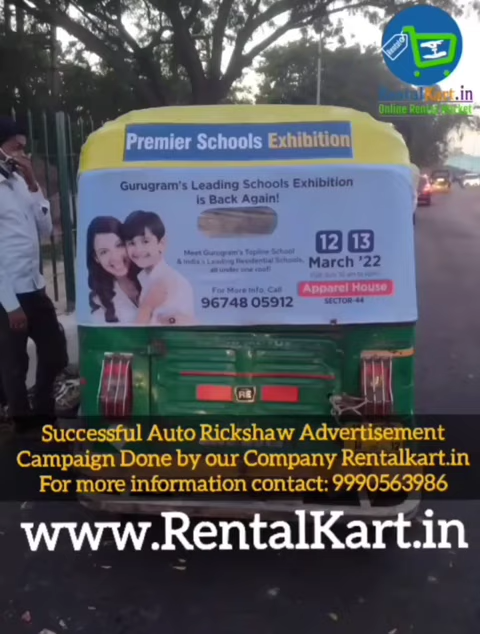 Rental
RentalKart.in
Online Rental Market
Premier Schools Exhibition
Gurugram's Leading Schools Exhibition
is Back Again!
Meet Gurugram's Topline School
& India's Leading Residential Schools,
all under one roof!
12 13
March '22
For More Info. Call
96748 05912
Apparel House
SECTOR-44
RE
Successful Auto Rickshaw Advertisement
Campaign Done by our Company Rentalkart.in
For more information contact: 9990563986
www.RentalKart.in